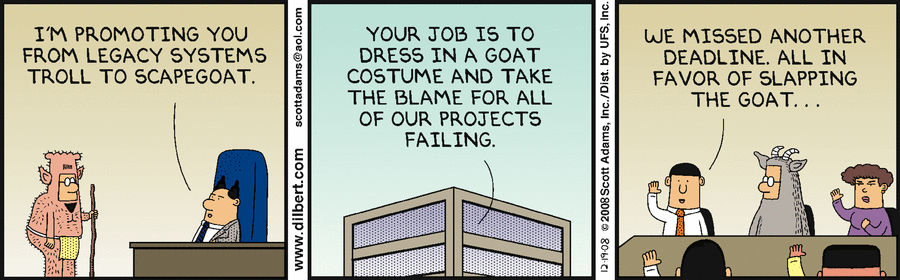 I'M PROMOTING YOU
FROM LEGACY SYSTEMS
TROLL TO SCAPEGOAT.
www.dilbert.com scottadams@aol.com
YOUR JOB IS TO
DRESS IN A GOAT
COSTUME AND TAKE
THE BLAME FOR ALL
OF OUR PROJECTS
FAILING.
12-19-08 © 2008 Scott Adams, Inc./Dist. by UFS, Inc.
WE MISSED ANOTHER
DEADLINE. ALL IN
FAVOR OF SLAPPING
THE GOAT...